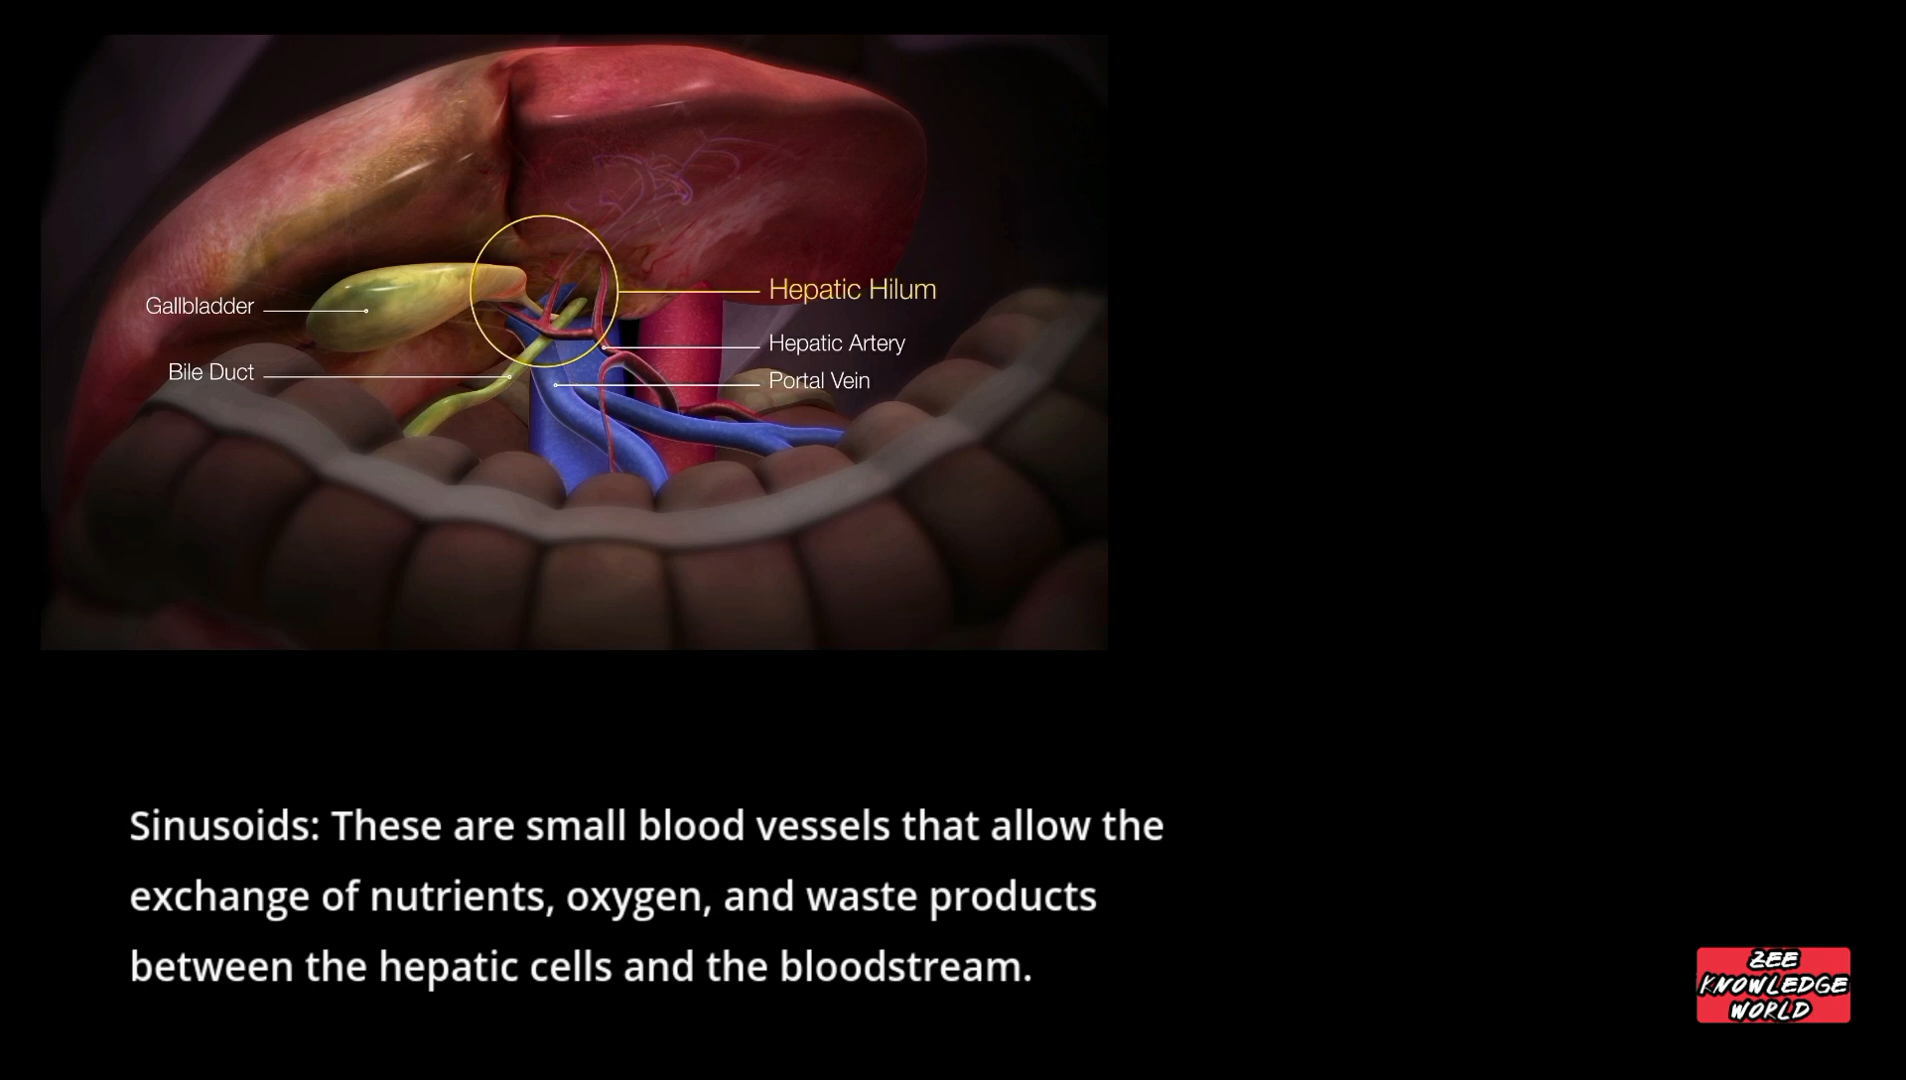 Gallbladder
Hepatic Hilum
Hepatic Artery
Bile Duct
Portal Vein
Sinusoids: These are small blood vessels that allow the
exchange of nutrients, oxygen, and waste products
between the hepatic cells and the bloodstream.
ZEE
KNOWLEDGE
WORLD